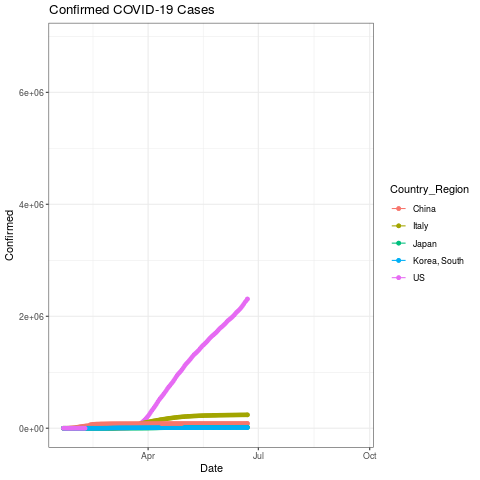 Confirmed COVID-19 Cases
6e+06
4e+06
2e+06
0e+00
Confirmed
Apr
Jul
Oct
Date
Country_Region
China
Italy
Japan
Korea, South
US